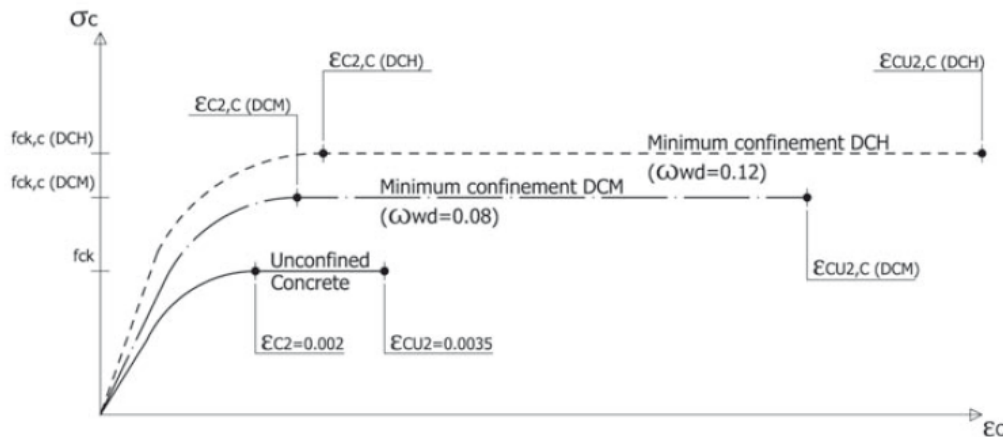 σc
εC2,C (DCH)
εCU2,C (DCH)
εC2,C (DCM)
fck,c (DCH)
Minimum confinement DCH
(ωwd=0.12)
fck,c (DCM)
Minimum confinement DCM
(ωwd=0.08)
fck
Unconfined
Concrete
εCU2,C (DCM)
εC2=0.002
εCU2=0.0035
εc